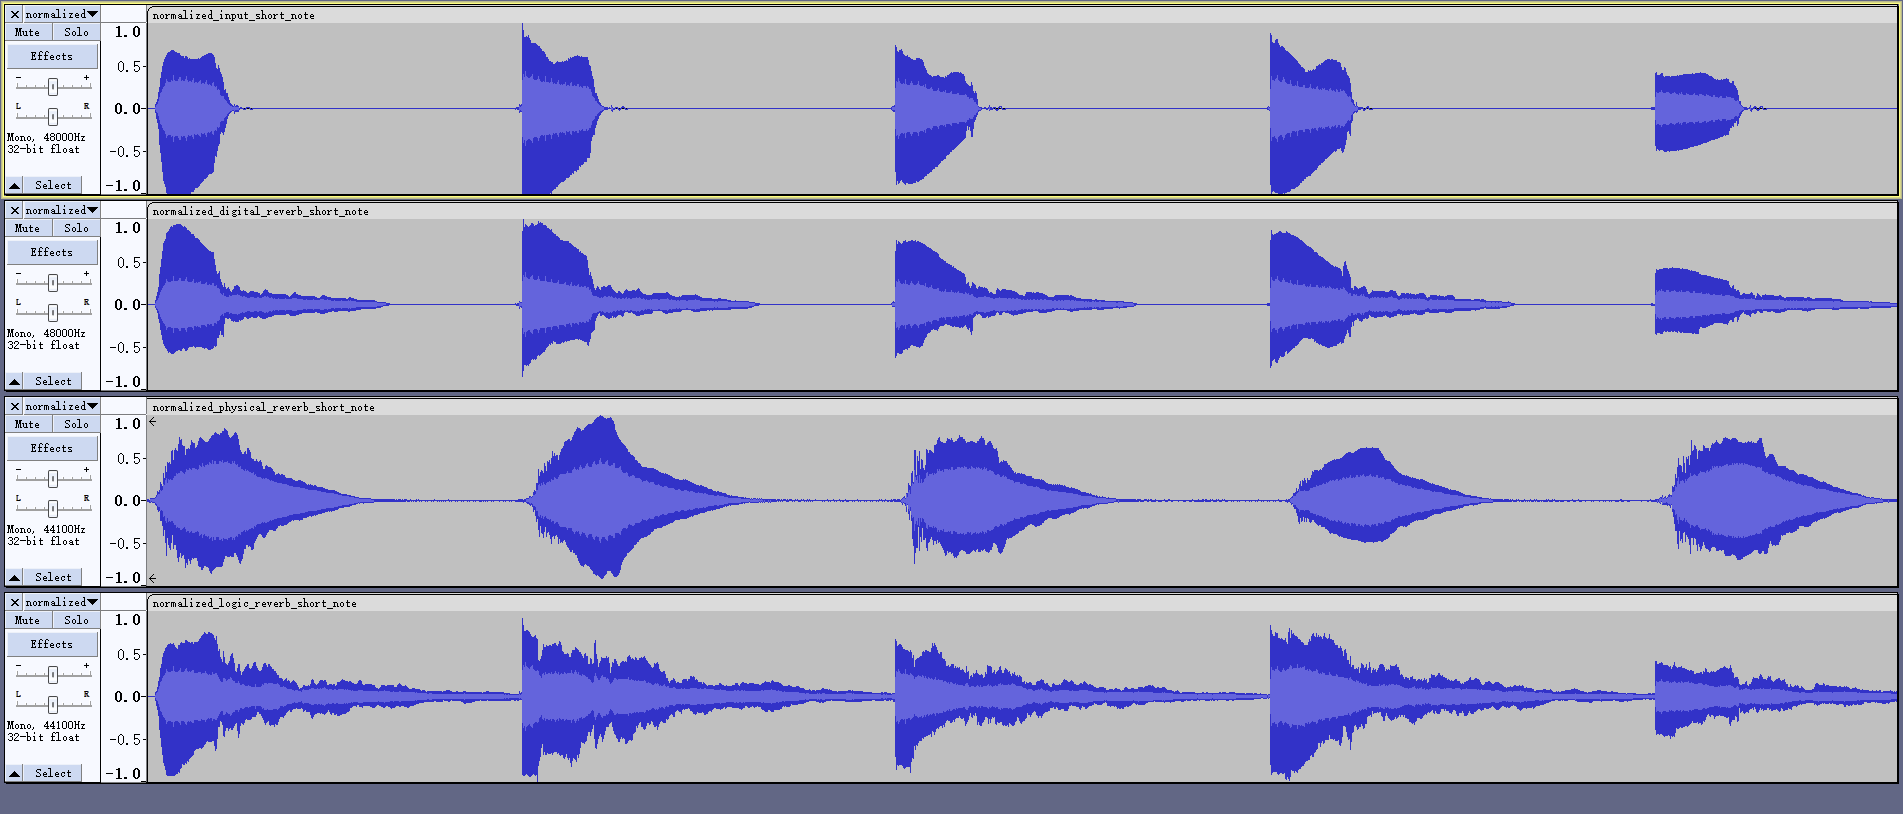 normalized normalized_input_short_note
Mute Solo
Effects
- +
L R
Mono, 48000Hz
32-bit float
Select
1.0
0.5
0.0
-0.5
-1.0
normalized normalized_digital_reverb_short_note
Mute Solo
Effects
- +
L R
Mono, 48000Hz
32-bit float
Select
1.0
0.5
0.0
-0.5
-1.0
normalized normalized_physical_reverb_short_note
Mute Solo
Effects
- +
L R
Mono, 44100Hz
32-bit float
Select
1.0
0.5
0.0
-0.5
-1.0
normalized normalized_logic_reverb_short_note
Mute Solo
Effects
- +
L R
Mono, 44100Hz
32-bit float
Select
1.0
0.5
0.0
-0.5
-1.0